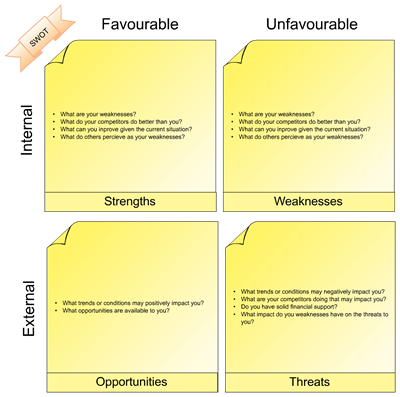 SWOT
Favourable
Unfavourable
Internal
• What are your weaknesses?
• What do your competitors do better than you?
• What can you inprove given the current situation?
• What do others percieve as your weaknesses?
Strengths
• What are your weaknesses?
• What do your competitors do better than you?
• What can you inprove given the current situation?
• What do others percieve as your weaknesses?
Weaknesses
External
• What trends or conditions may positively impact you?
• What opportunities are available to you?
Opportunities
• What trends or conditions may negatively impact you?
• What are your competitors doing that may impact you?
• Do you have solid financial support?
• What impact do you weaknesses have on the threats to
you?
Threats